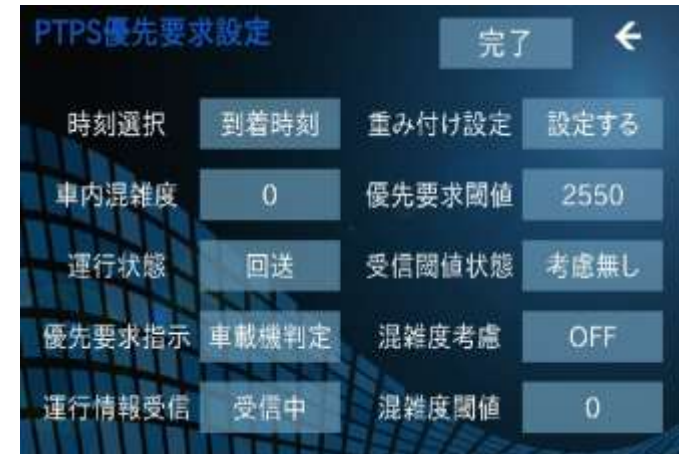 PTPS優先要求設定 完了 ←
時刻選択 到着時刻 重み付け設定 設定する
車内混雑度 0 優先要求閾値 2550
運行状態 回送 受信閾値状態 考慮無し
優先要求指示 車載機判定 混雑度考慮 OFF
運行情報受信 受信中 混雑度閾値 0